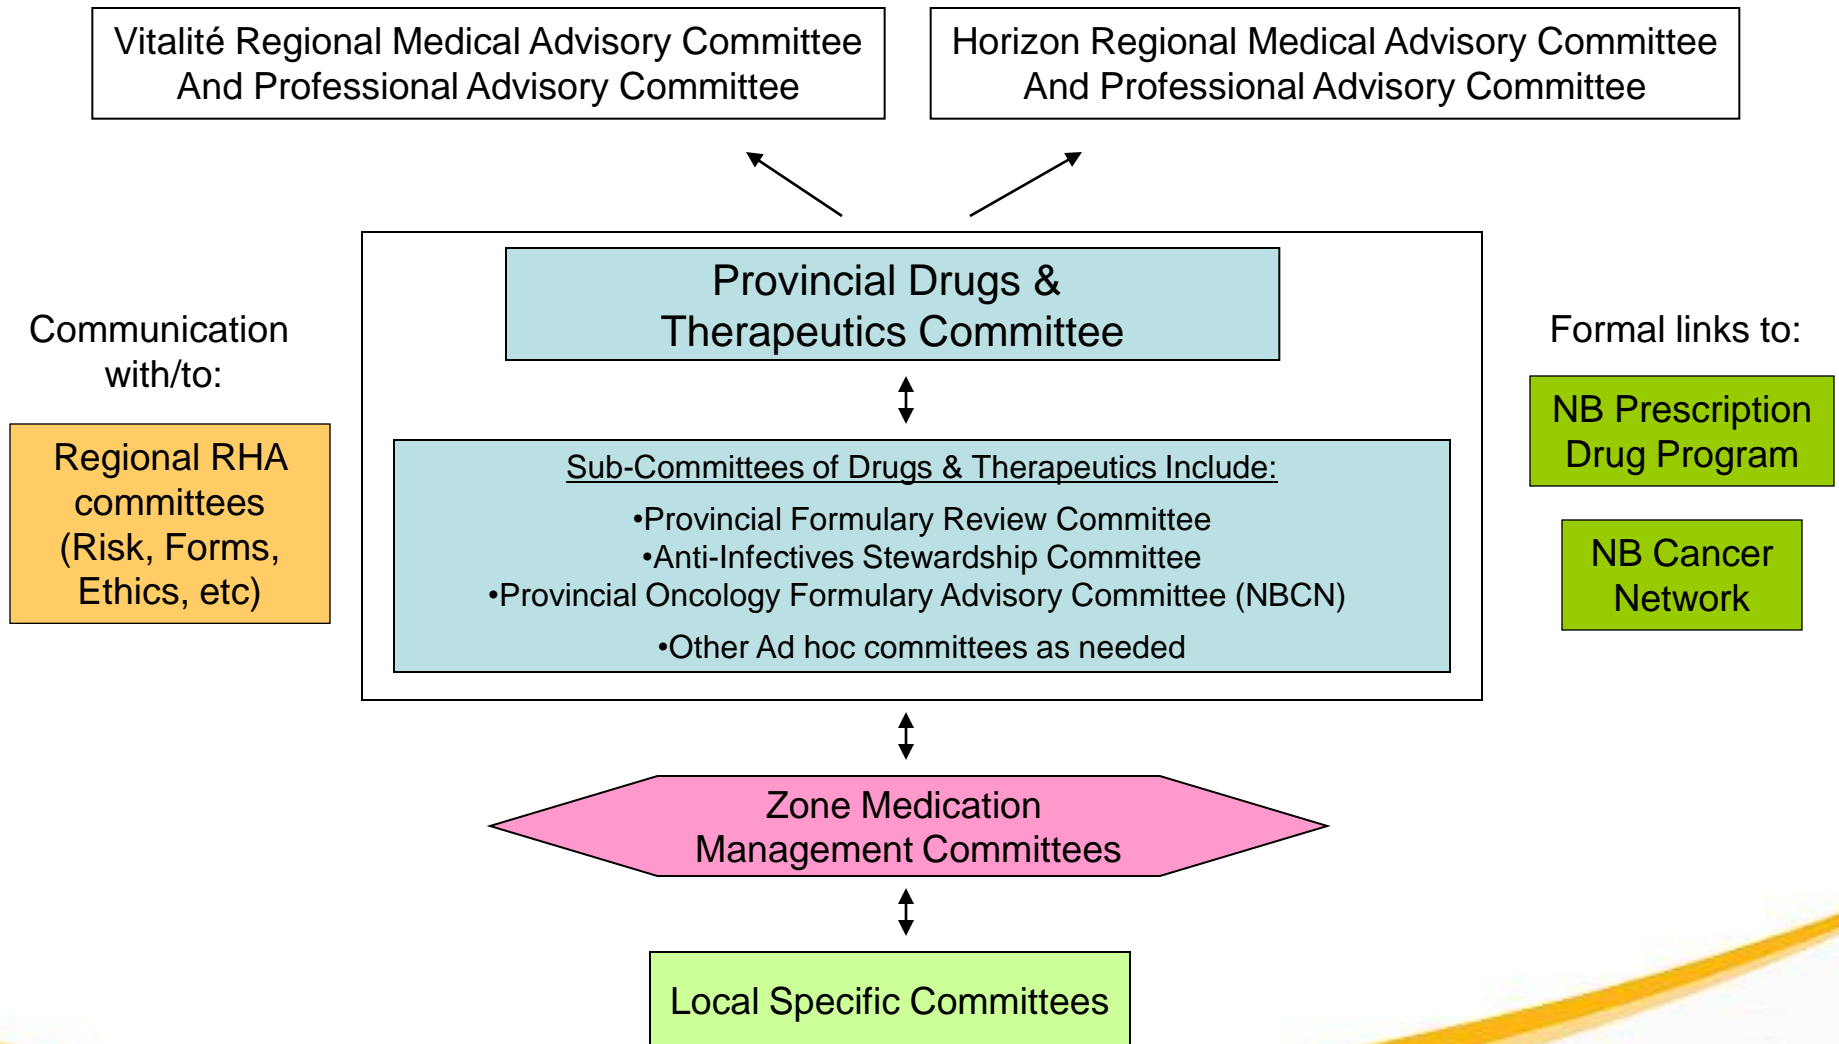 Vitalité Regional Medical Advisory Committee
And Professional Advisory Committee
Horizon Regional Medical Advisory Committee
And Professional Advisory Committee
Provincial Drugs &
Therapeutics Committee
Communication
with/to:
Regional RHA
committees
(Risk, Forms,
Ethics, etc)
Sub-Committees of Drugs & Therapeutics Include:
•Provincial Formulary Review Committee
•Anti-Infectives Stewardship Committee
•Provincial Oncology Formulary Advisory Committee (NBCN)
•Other Ad hoc committees as needed
Formal links to:
NB Prescription
Drug Program
NB Cancer
Network
Zone Medication
Management Committees
Local Specific Committees